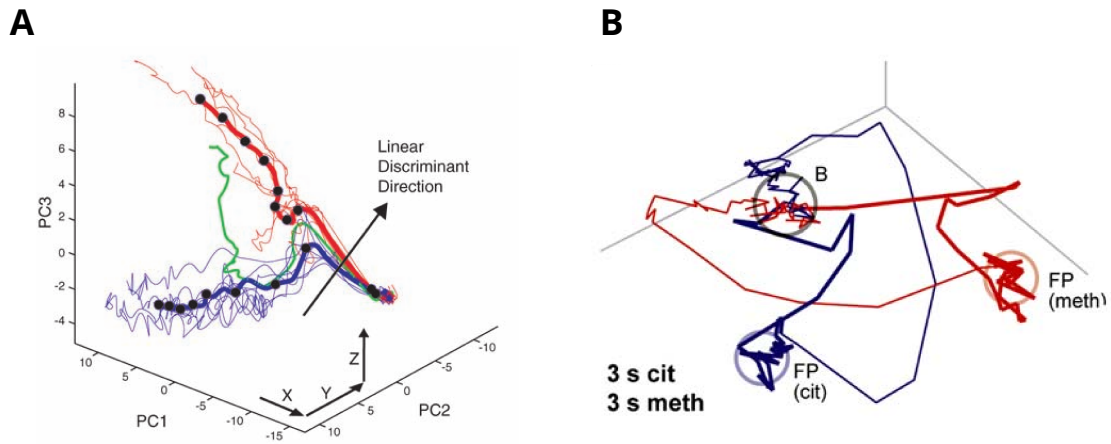 A
B
8
6
4
2
0
-2
-4
PC3
Linear
Discriminant
Direction
10
5
0
-5
-10
-15
PC1
X
Y
Z
10
5
0
-5
-10
PC2
B
FP
(meth)
FP
(cit)
3 s cit
3 s meth